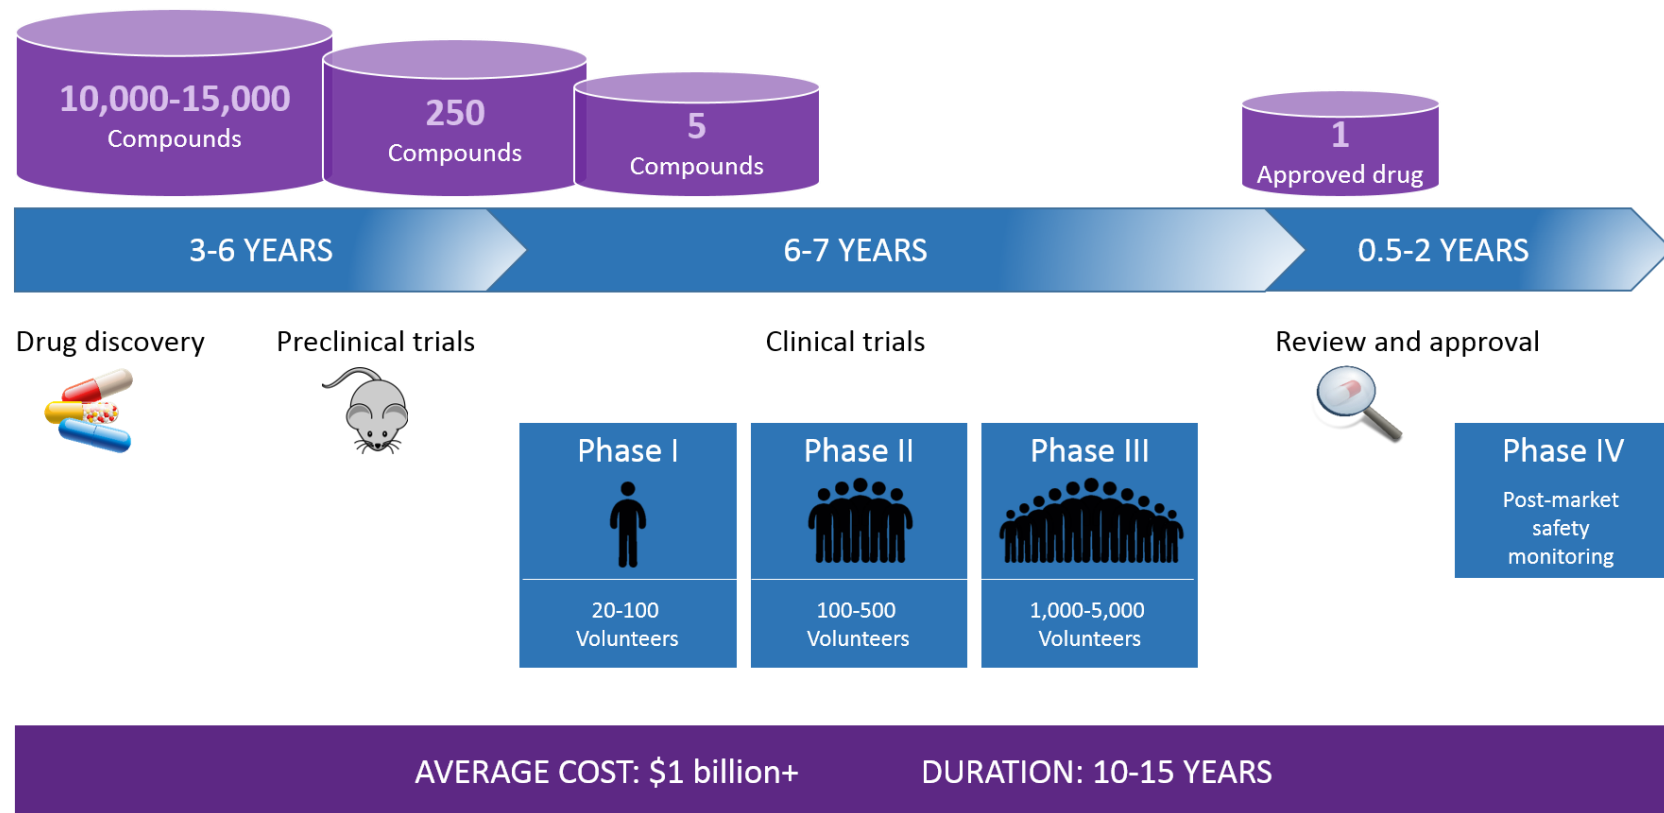 10,000-15,000
Compounds
250
Compounds
5
Compounds
1
Approved drug
3-6 YEARS
6-7 YEARS
0.5-2 YEARS
Drug discovery
Preclinical trials
Clinical trials
Review and approval
Phase I
20-100
Volunteers
Phase II
100-500
Volunteers
Phase III
1,000-5,000
Volunteers
Phase IV
Post-market
safety
monitoring
AVERAGE COST: $1 billion+
DURATION: 10-15 YEARS